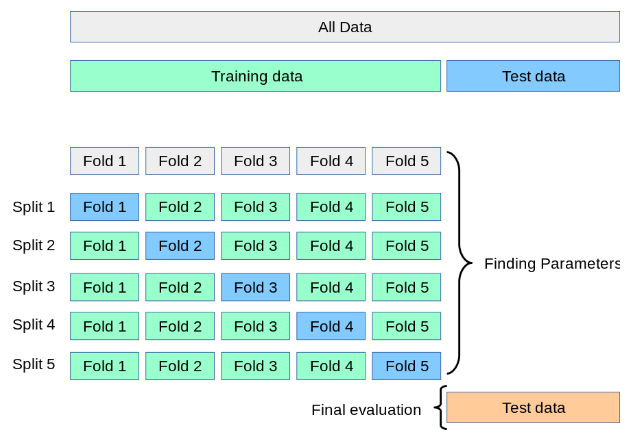 All Data
Training data Test data
Fold 1 Fold 2 Fold 3 Fold 4 Fold 5
Split 1 Fold 1 Fold 2 Fold 3 Fold 4 Fold 5
Split 2 Fold 1 Fold 2 Fold 3 Fold 4 Fold 5
Finding Parameters
Split 3 Fold 1 Fold 2 Fold 3 Fold 4 Fold 5
Split 4 Fold 1 Fold 2 Fold 3 Fold 4 Fold 5
Split 5 Fold 1 Fold 2 Fold 3 Fold 4 Fold 5
Final evaluation Test data